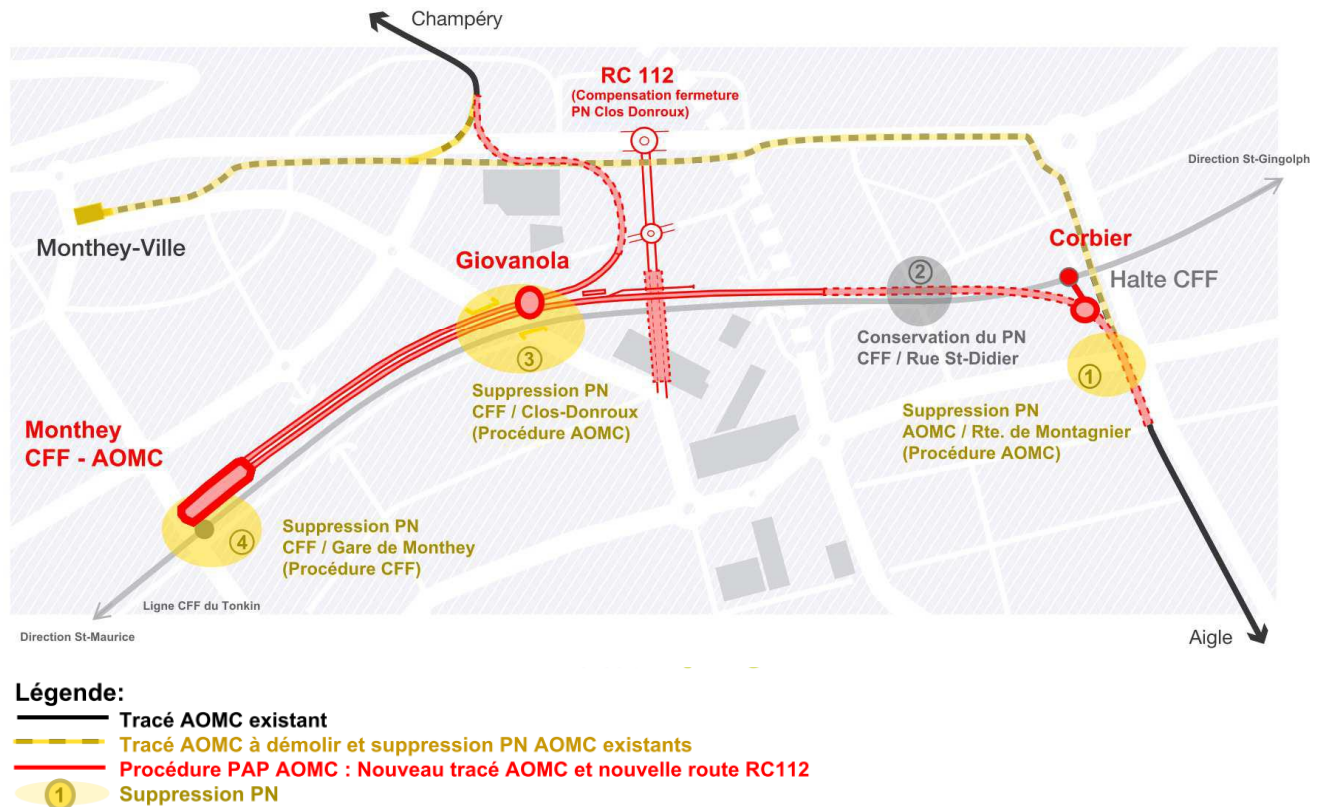 Champéry
RC 112
(Compensation fermeture
PN Clos Donroux)
Direction St-Gingolph
Monthey-Ville
Giovanola
Corbier
Halte CFF
2
Conservation du PN
CFF / Rue St-Didier
3
Suppression PN
CFF / Clos-Donroux
(Procédure AOMC)
1
Suppression PN
AOMC / Rte. de Montagnier
(Procédure AOMC)
Monthey
CFF - AOMC
4
Suppression PN
CFF / Gare de Monthey
(Procédure CFF)
Ligne CFF du Tonkin
Direction St-Maurice
Aigle
Légende:
Tracé AOMC existant
Tracé AOMC à démolir et suppression PN AOMC existants
Procédure PAP AOMC : Nouveau tracé AOMC et nouvelle route RC112
1 Suppression PN